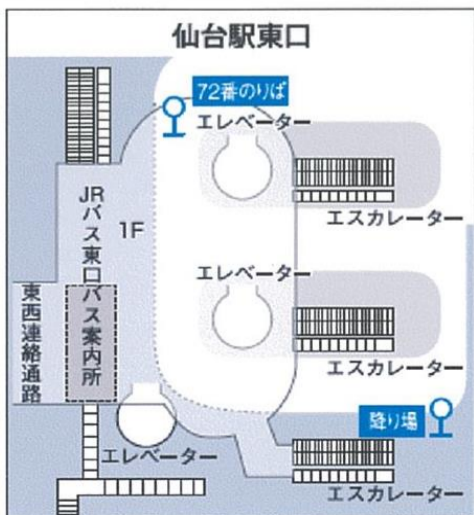 仙台駅東口
72番のりば
エレベーター
エスカレーター
JRバス東口バス案内所
1F
エレベーター
東西連絡通路
エスカレーター
降り場
エレベーター
エスカレーター